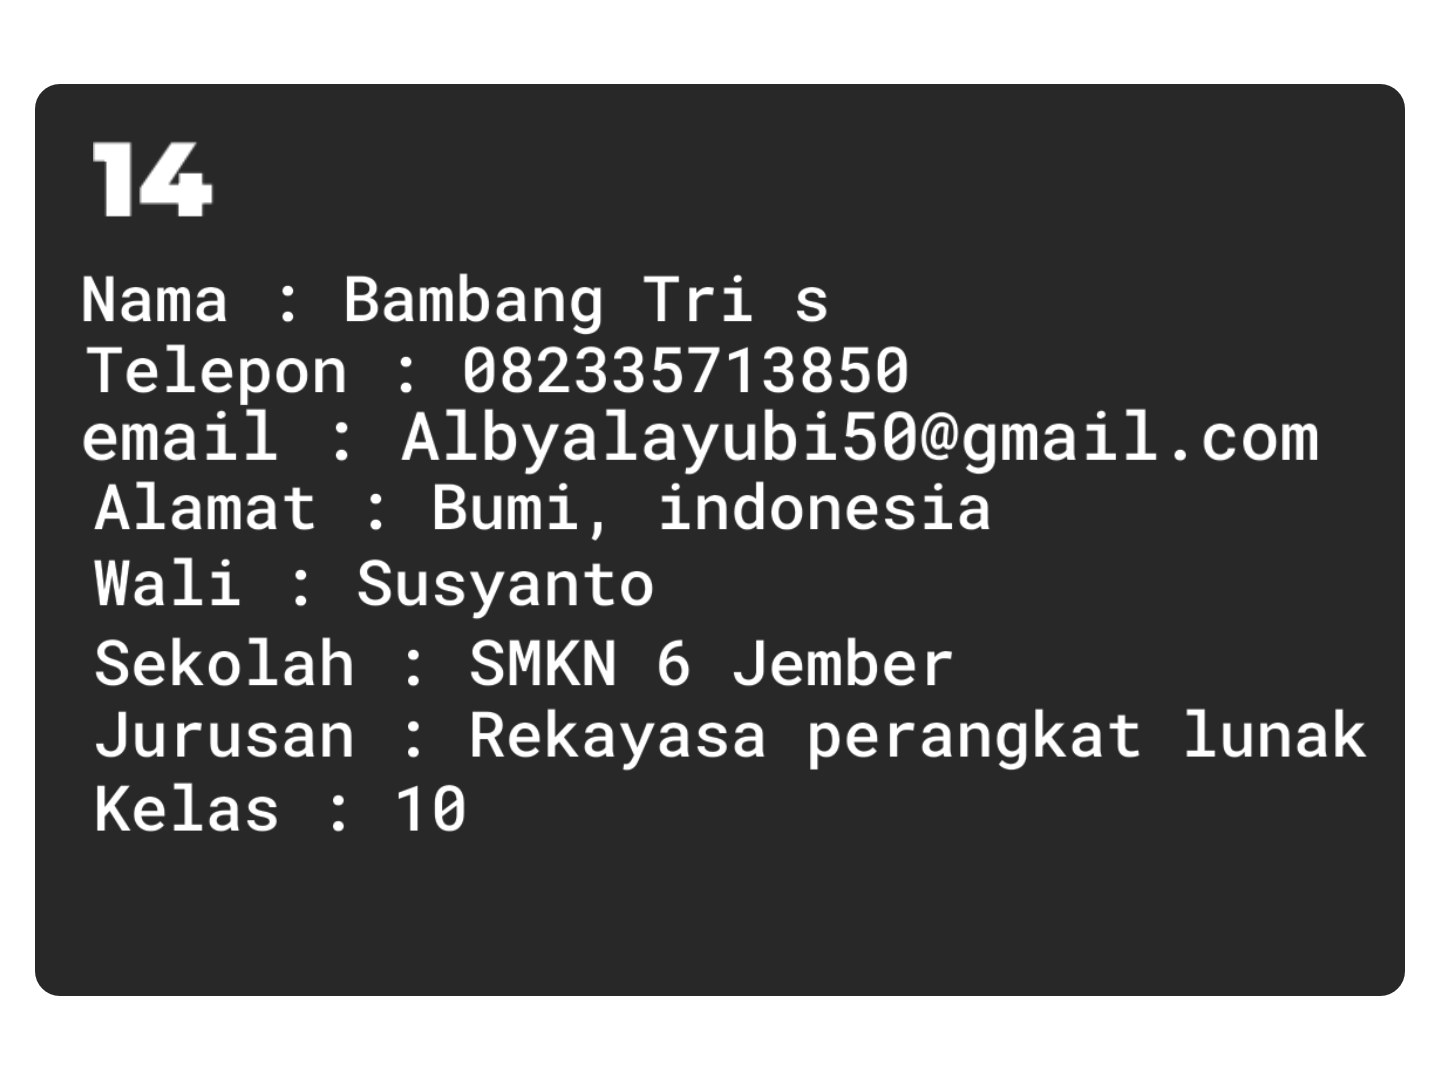 14
Nama : Bambang Tri s
Telepon : 082335713850
email : Albyalayubi50@gmail.com
Alamat : Bumi, indonesia
Wali : Susyanto
Sekolah : SMKN 6 Jember
Jurusan : Rekayasa perangkat lunak
Kelas : 10